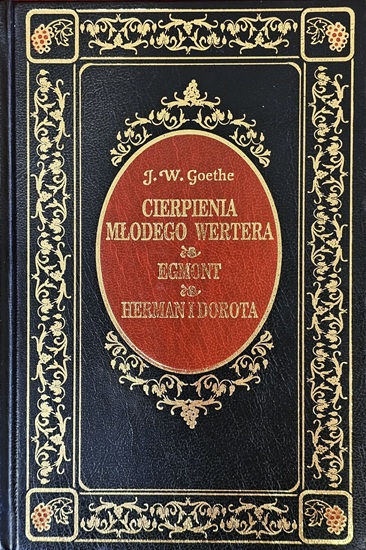 J. W. Goethe
CIERPIENIA
MŁODEGO WERTERA
EGMONT
HERMAN I DOROTA